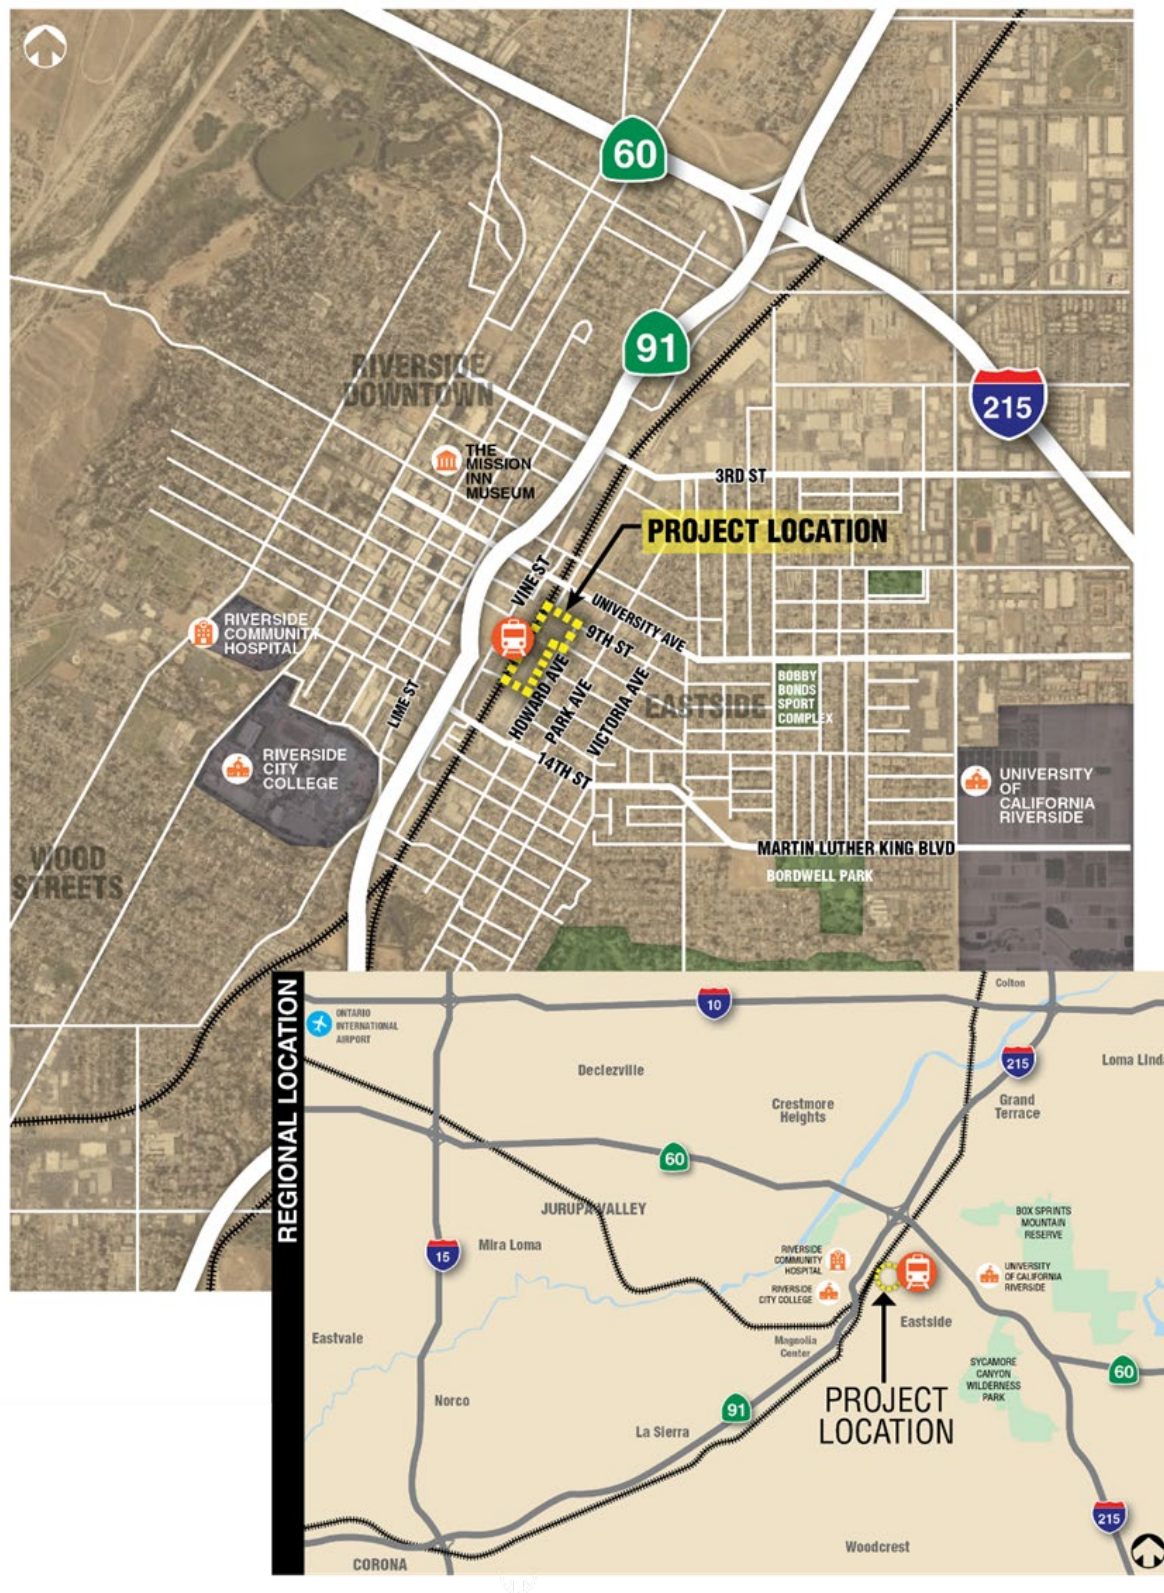 60
91
215
RIVERSIDE/
DOWNTOWN
THE
MISSION
INN
MUSEUM
3RD ST
PROJECT LOCATION
VINE ST
UNIVERSITY AVE
9TH ST
RIVERSIDE
COMMUNITY
HOSPITAL
LIME ST
HOWARD AVE
PARK AVE
VICTORIA AVE
EASTSIDE
BOBBY
BONDS
SPORT
COMPLEX
14TH ST
RIVERSIDE
CITY
COLLEGE
UNIVERSITY
OF
CALIFORNIA
RIVERSIDE
WOOD
STREETS
MARTIN LUTHER KING BLVD
BORDWELL PARK
REGIONAL LOCATION
ONTARIO
INTERNATIONAL
AIRPORT
10
Colton
215
Loma Lind
Declezville
Crestmore
Heights
Grand
Terrace
60
JURUPA VALLEY
Mira Loma
15
BOX SPRINTS
MOUNTAIN
RESERVE
RIVERSIDE
COMMUNITY
HOSPITAL
RIVERSIDE
CITY COLLEGE
UNIVERSITY
OF CALIFORNIA
RIVERSIDE
Eastside
Eastvale
Magnolia
Center
SYCAMORE
CANYON
WILDERNESS
PARK
60
Norco
91
PROJECT
LOCATION
La Sierra
215
Woodcrest
CORONA